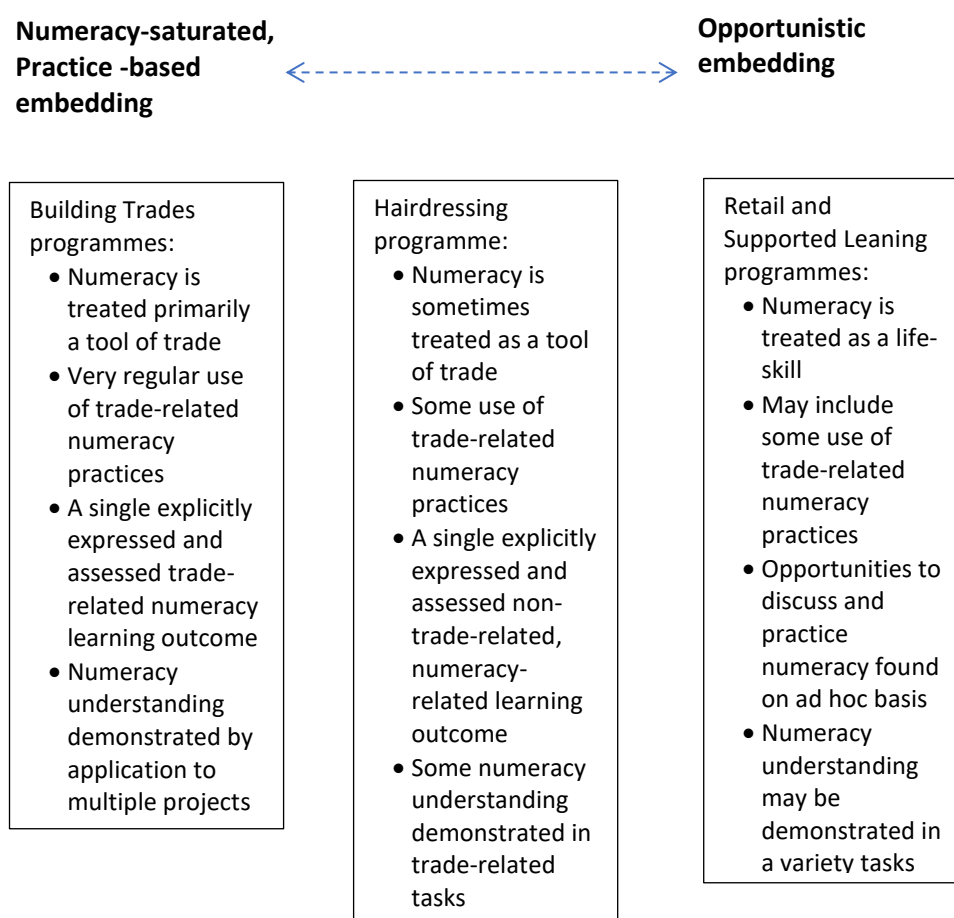 Numeracy-saturated,
Practice -based
embedding
Opportunistic
embedding
Building Trades
programmes:
• Numeracy is
treated primarily
a tool of trade
• Very regular use
of trade-related
numeracy
practices
• A single explicitly
expressed and
assessed trade-
related numeracy
learning outcome
• Numeracy
understanding
demonstrated by
application to
multiple projects
Hairdressing
programme:
• Numeracy is
sometimes
treated as a tool
of trade
• Some use of
trade-related
numeracy
practices
• A single explicitly
expressed and
assessed non-
trade-related,
numeracy-
related learning
outcome
• Some numeracy
understanding
demonstrated in
trade-related
tasks
Retail and
Supported Leaning
programmes:
• Numeracy is
treated as a life-
skill
• May include
some use of
trade-related
numeracy
practices
• Opportunities to
discuss and
practice
numeracy found
on ad hoc basis
• Numeracy
understanding
may be
demonstrated in
a variety tasks